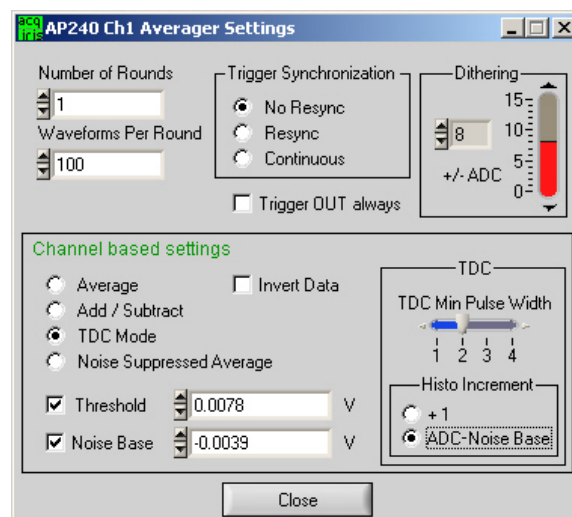 acq iris AP240 Ch1 Averager Settings
Number of Rounds
1
Waveforms Per Round
100
Trigger Synchronization
No Resync
Resync
Continuous
Trigger OUT always
Dithering
8
+/- ADC
15
10
5
0
Channel based settings
Average
Add / Subtract
TDC Mode
Noise Suppressed Average
Invert Data
Threshold 0.0078 V
Noise Base -0.0039 V
TDC
TDC Min Pulse Width
1 2 3 4
Histo Increment
+1
ADC-Noise Base
Close